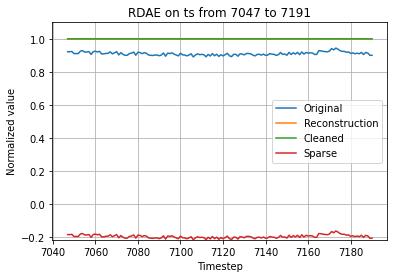 RDAE on ts from 7047 to 7191
Normalized value
1.0
0.8
0.6
0.4
0.2
0.0
−0.2
Original
Reconstruction
Cleaned
Sparse
7040 7060 7080 7100 7120 7140 7160 7180
Timestep